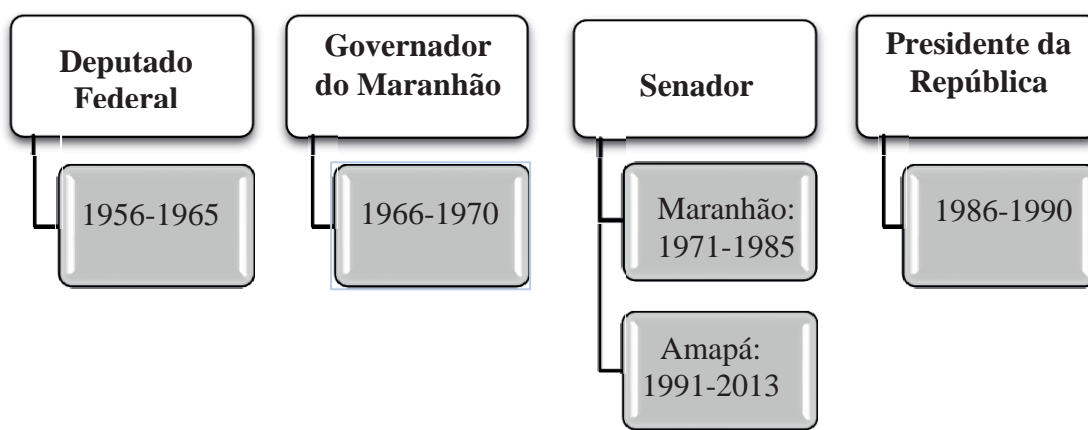 Deputado
Federal
1956-1965
Governador
do Maranhão
1966-1970
Senador
Maranhão:
1971-1985
Amapá:
1991-2013
Presidente da
República
1986-1990